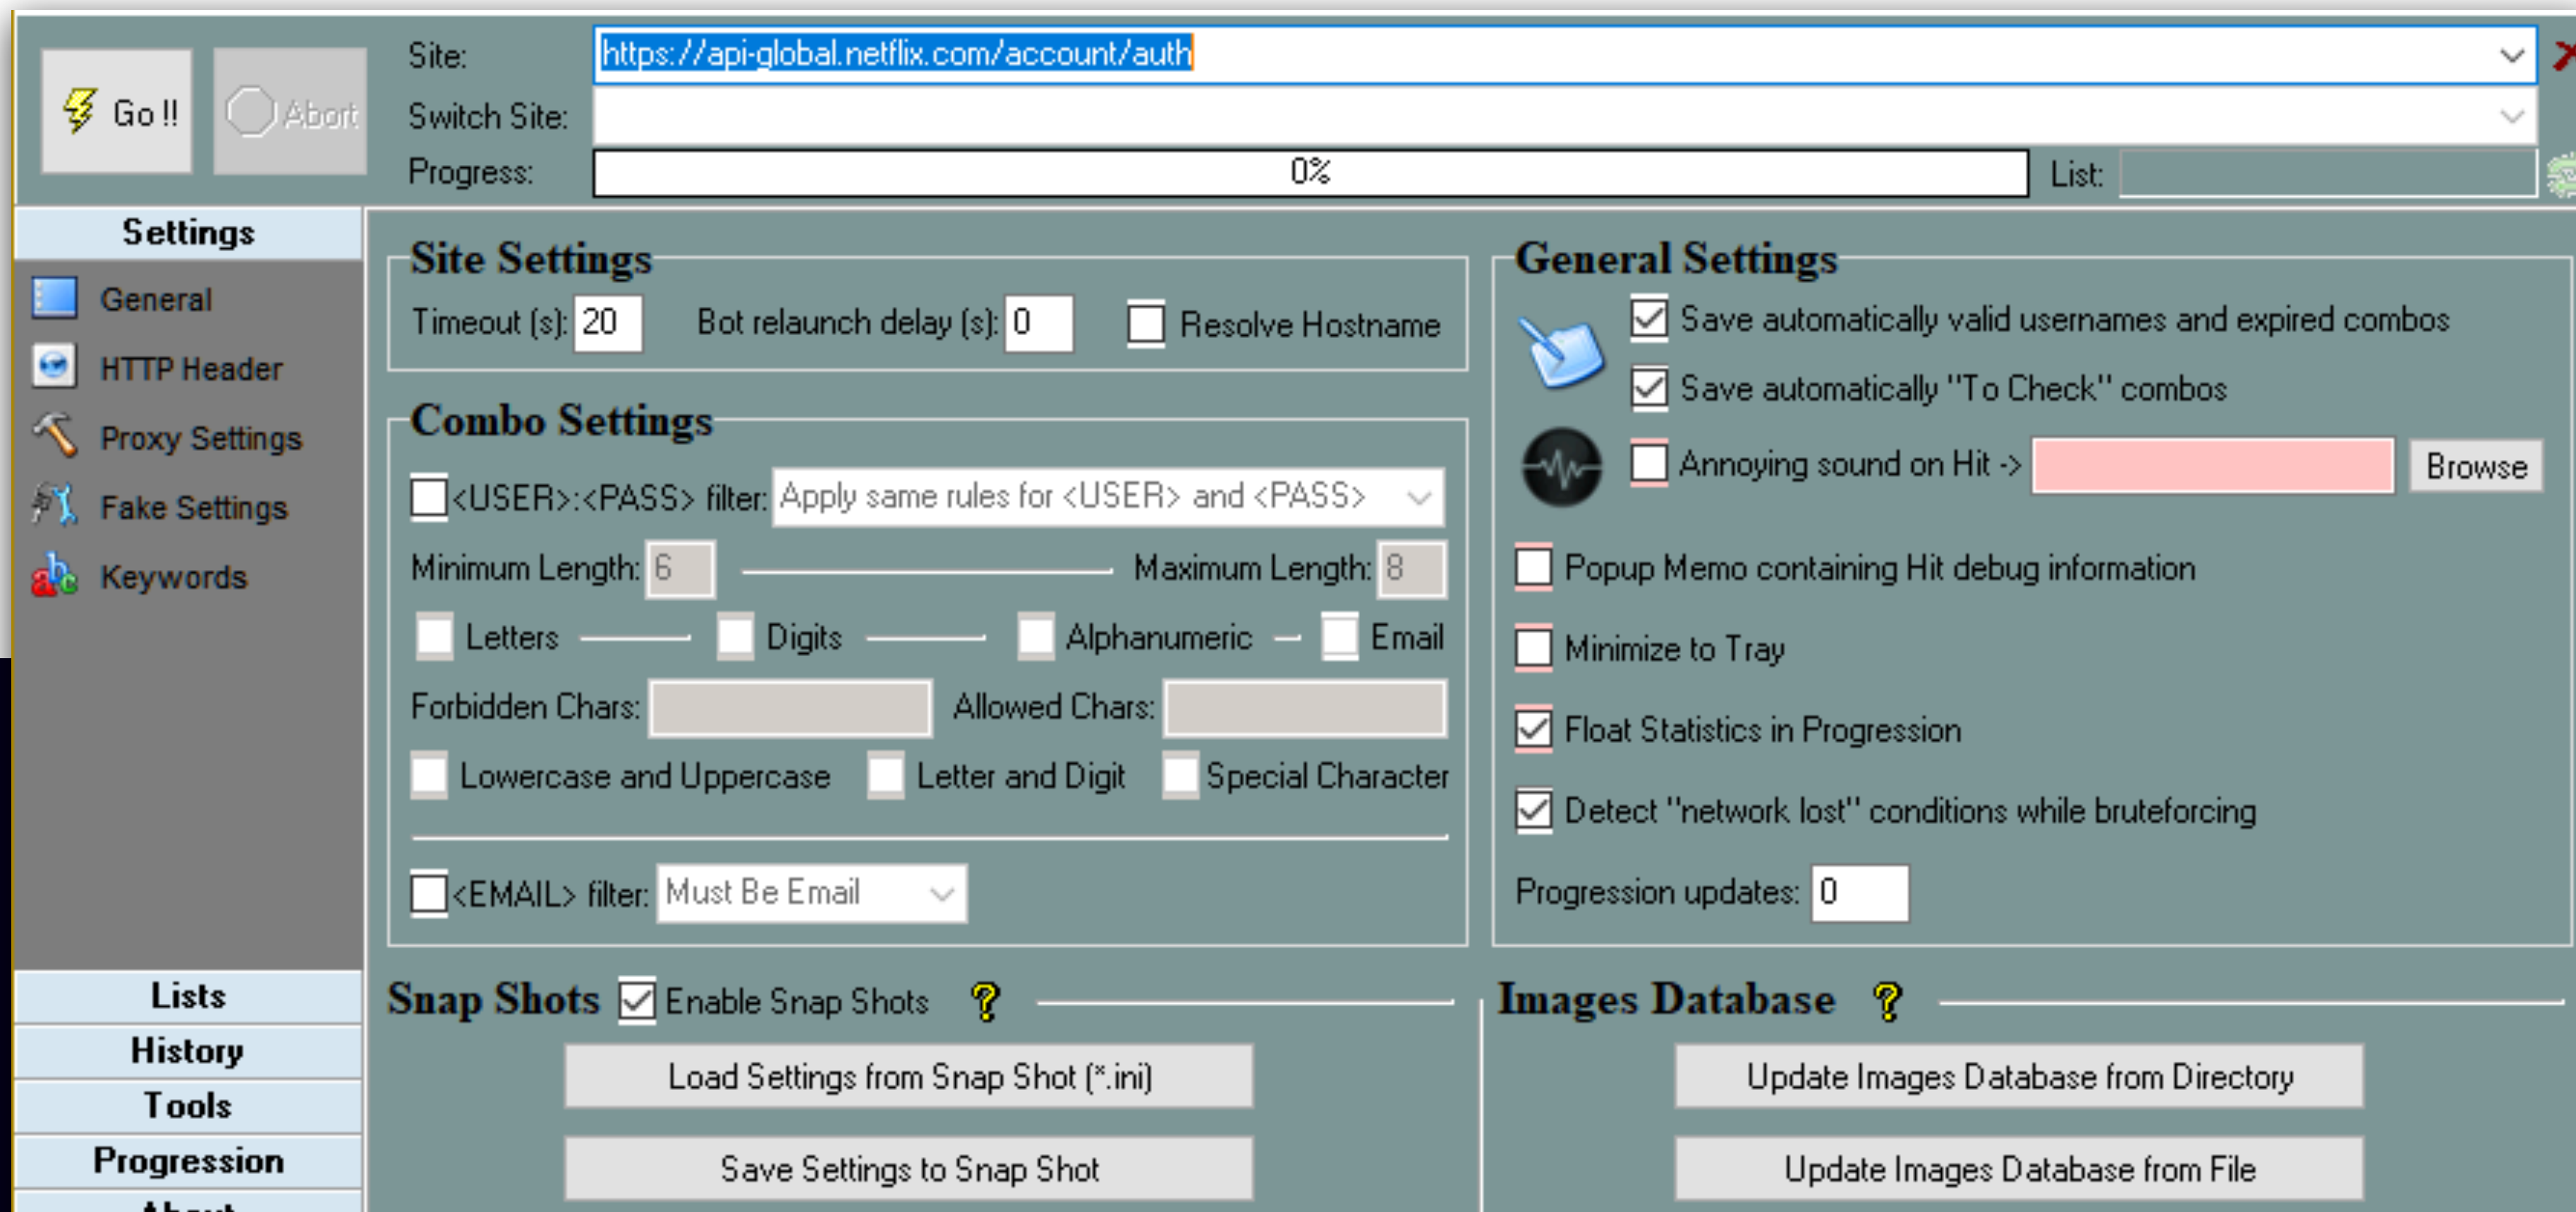 Go !!
Abort
Site:
https://api-global.netflix.com/account/auth
Switch Site:
Progress:
0%
List:
Settings
General
HTTP Header
Proxy Settings
Fake Settings
Keywords
Lists
History
Tools
Progression
About
Site Settings
Timeout (s): 20 Bot relaunch delay (s): 0 Resolve Hostname
Combo Settings
<USER>:<PASS> filter: Apply same rules for <USER> and <PASS>
Minimum Length: 6 Maximum Length: 8
Letters Digits Alphanumeric Email
Forbidden Chars: Allowed Chars:
Lowercase and Uppercase Letter and Digit Special Character
<EMAIL> filter: Must Be Email
General Settings
Save automatically valid usernames and expired combos
Save automatically "To Check" combos
Annoying sound on Hit -> Browse
Popup Memo containing Hit debug information
Minimize to Tray
Float Statistics in Progression
Detect "network lost" conditions while bruteforcing
Progression updates: 0
Snap Shots Enable Snap Shots ?
Load Settings from Snap Shot (*.ini)
Save Settings to Snap Shot
Images Database ?
Update Images Database from Directory
Update Images Database from File